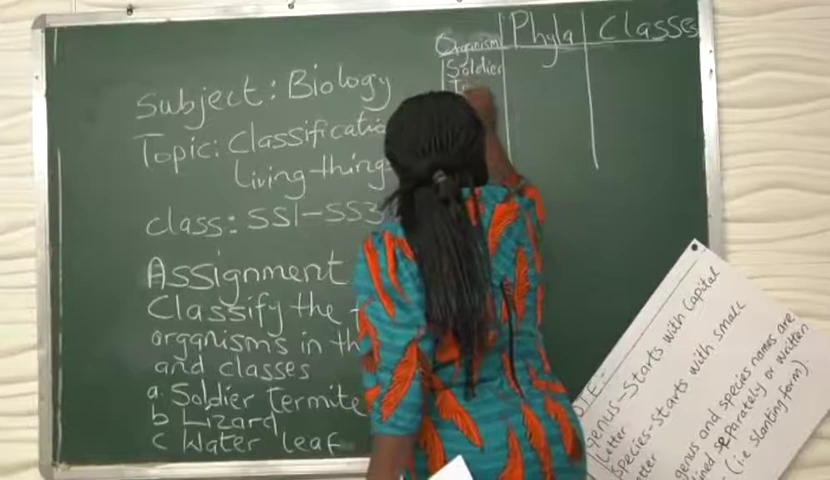 Subject: Biology
Topic: Classificatio
Living-thing
class: SS1-SS3
Assignment
Classify the
organisms in th
and classes
a. Soldier termite
b Lizard
c Water leaf
Organism Phyla Classes
Soldier
genus-Starts with Capital
Letter
Species-Starts with small
genus and species names are
separately or written
(i.e slanting form).